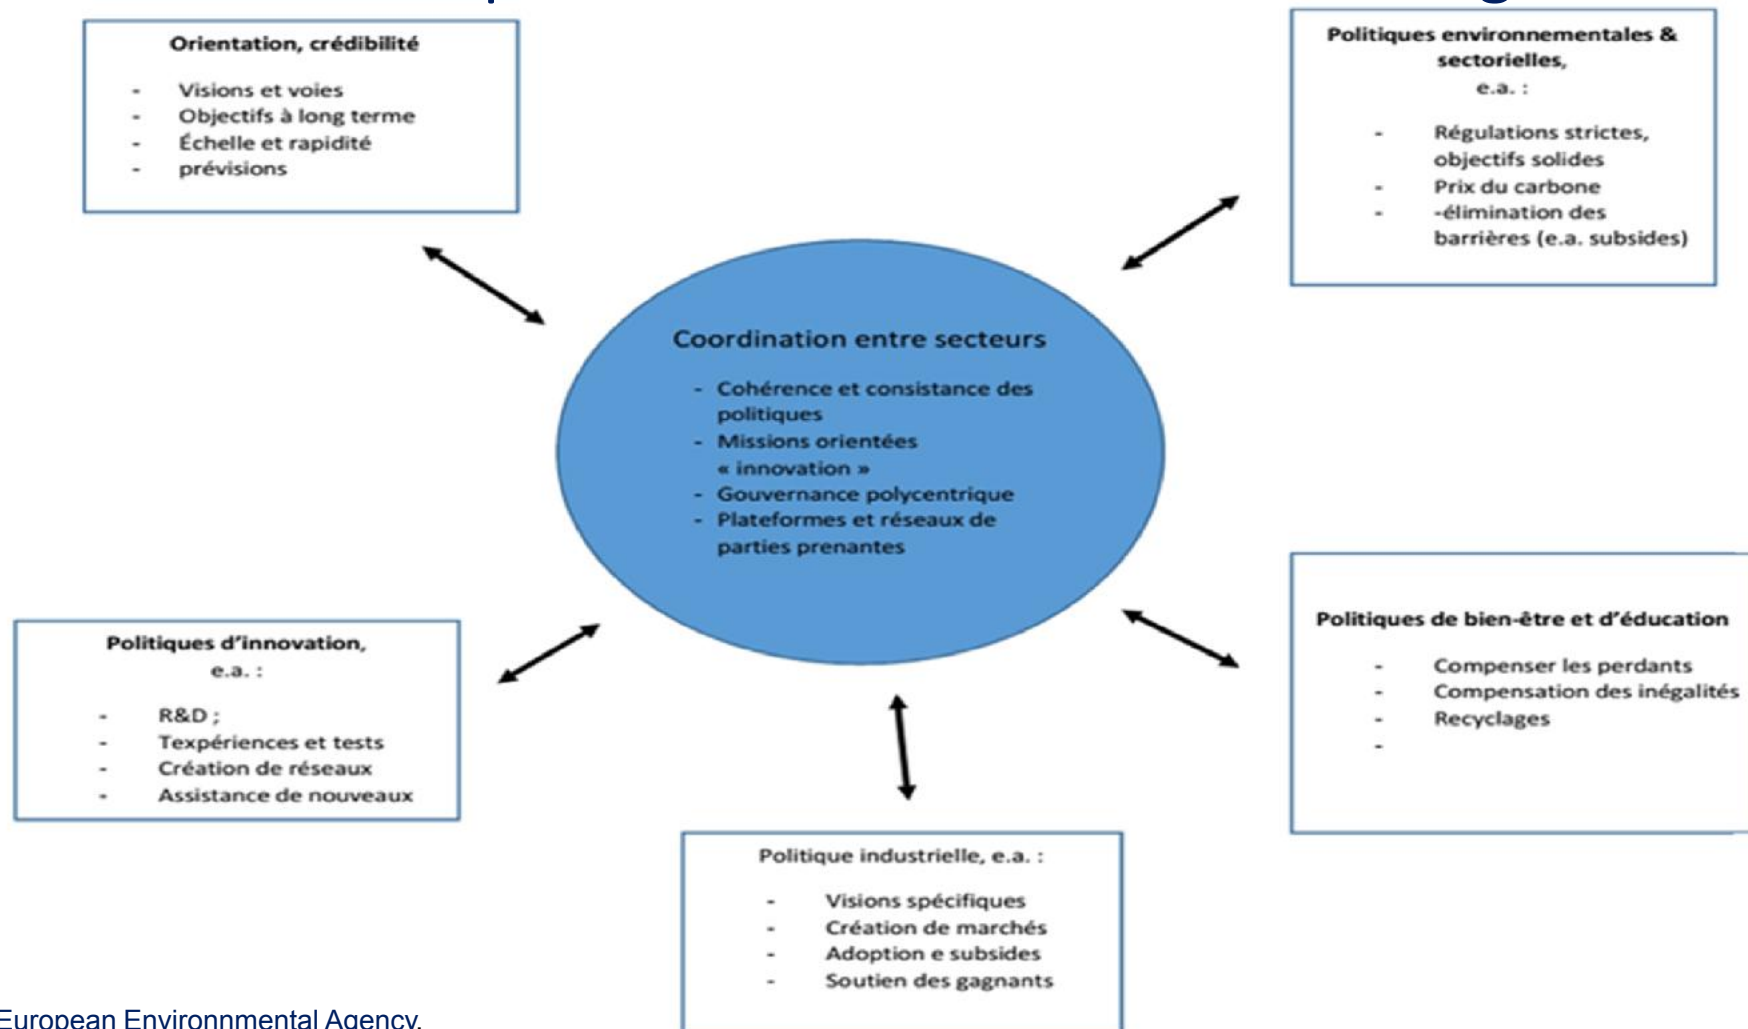 Orientation, crédibilité
- Visions et voies
- Objectifs à long terme
- Échelle et rapidité
- prévisions
Politiques environnementales &
sectorielles,
e.a. :
- Régulations strictes,
objectifs solides
- Prix du carbone
- -élimination des
barrières (e.a. subsides)
Coordination entre secteurs
- Cohérence et consistance des
politiques
- Missions orientées
« innovation »
- Gouvernance polycentrique
- Plateformes et réseaux de
parties prenantes
Politiques d’innovation,
e.a. :
- R&D ;
- Texpériences et tests
- Création de réseaux
- Assistance de nouveaux
Politiques de bien-être et d’éducation
- Compenser les perdants
- Compensation des inégalités
- Recyclages
-
Politique industrielle, e.a. :
- Visions spécifiques
- Création de marchés
- Adoption e subsides
- Soutien des gagnants
European Environnmental Agency.